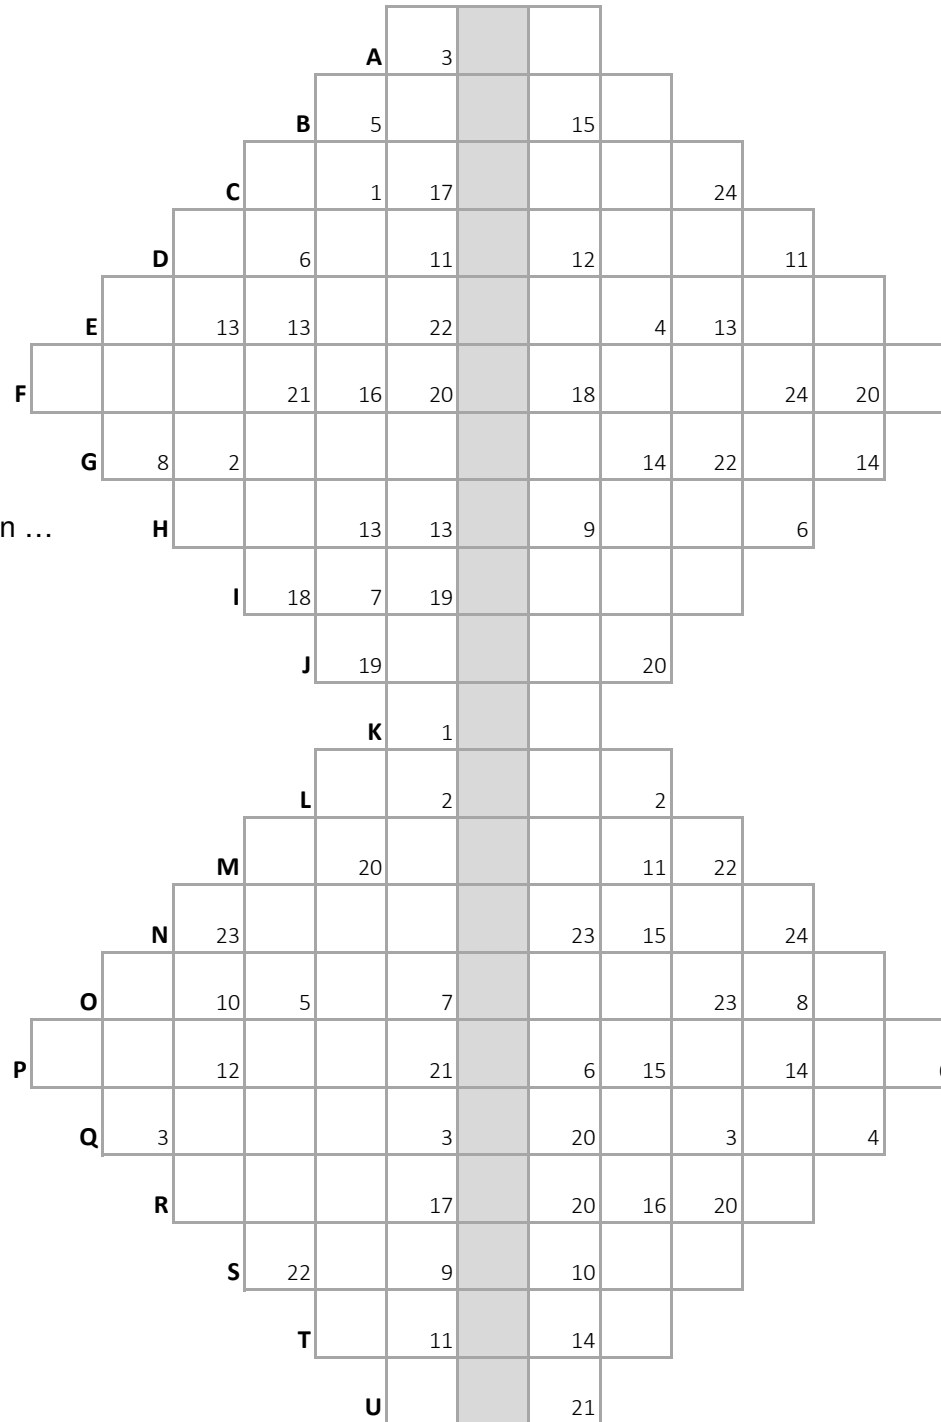 A 3
B 5 15
C 1 17 24
D 6 11 12 11
E 13 13 22 4 13
F 21 16 20 18 24 20
G 8 2 14 22 14
n ... H 13 13 9 6
I 18 7 19
J 19 20
K 1
L 2 2
M 20 11 22
N 23 23 15 24
O 10 5 7 23 8
P 12 21 6 15 14
Q 3 3 20 3 4
R 17 20 16 20
S 22 9 10
T 11 14
U 21